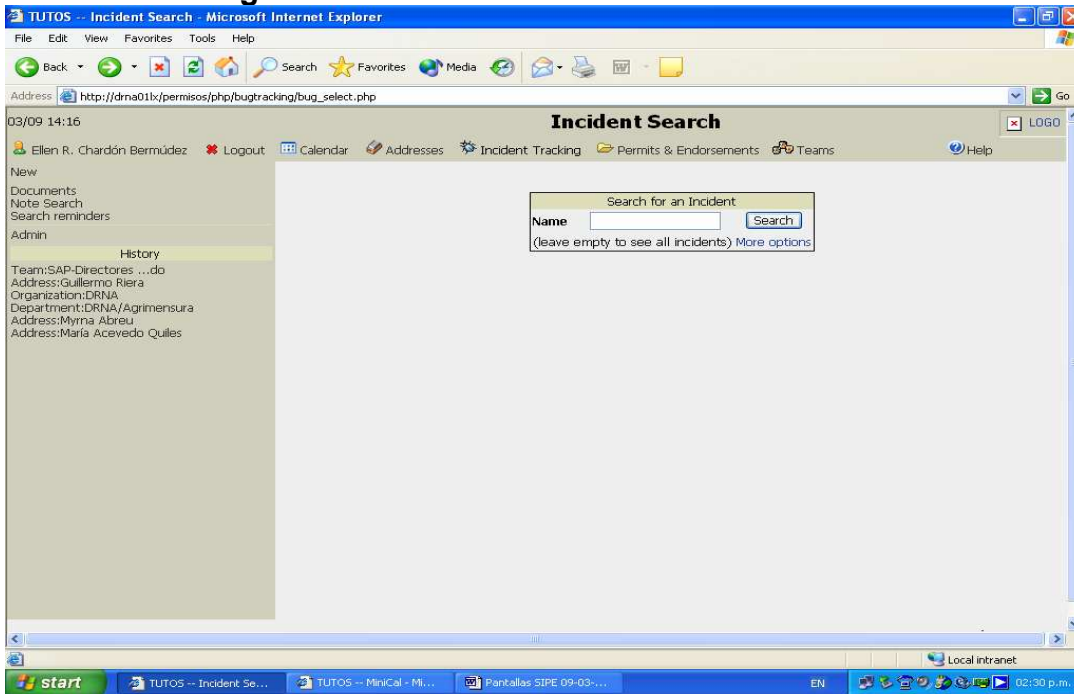 TUTOS -- Incident Search - Microsoft Internet Explorer
File Edit View Favorites Tools Help
Back Search Favorites Media
Address http://drna01lx/permisos/php/bugtracking/bug_select.php Go
03/09 14:16 Incident Search LOGO
Ellen R. Chardón Bermúdez Logout Calendar Addresses Incident Tracking Permits & Endorsements Teams Help
New
Documents
Note Search
Search reminders
Admin
History
Team:SAP-Directores ...do
Address:Guillermo Riera
Organization:DRNA
Department:DRNA/Agrimensura
Address:Myrna Abreu
Address:María Acevedo Quiles
Search for an Incident
Name Search
(leave empty to see all incidents) More options
Local intranet
start TUTOS -- Incident Se... TUTOS -- MiniCal - Mi... Pantallas SIPE 09-03-... EN 02:30 p.m.